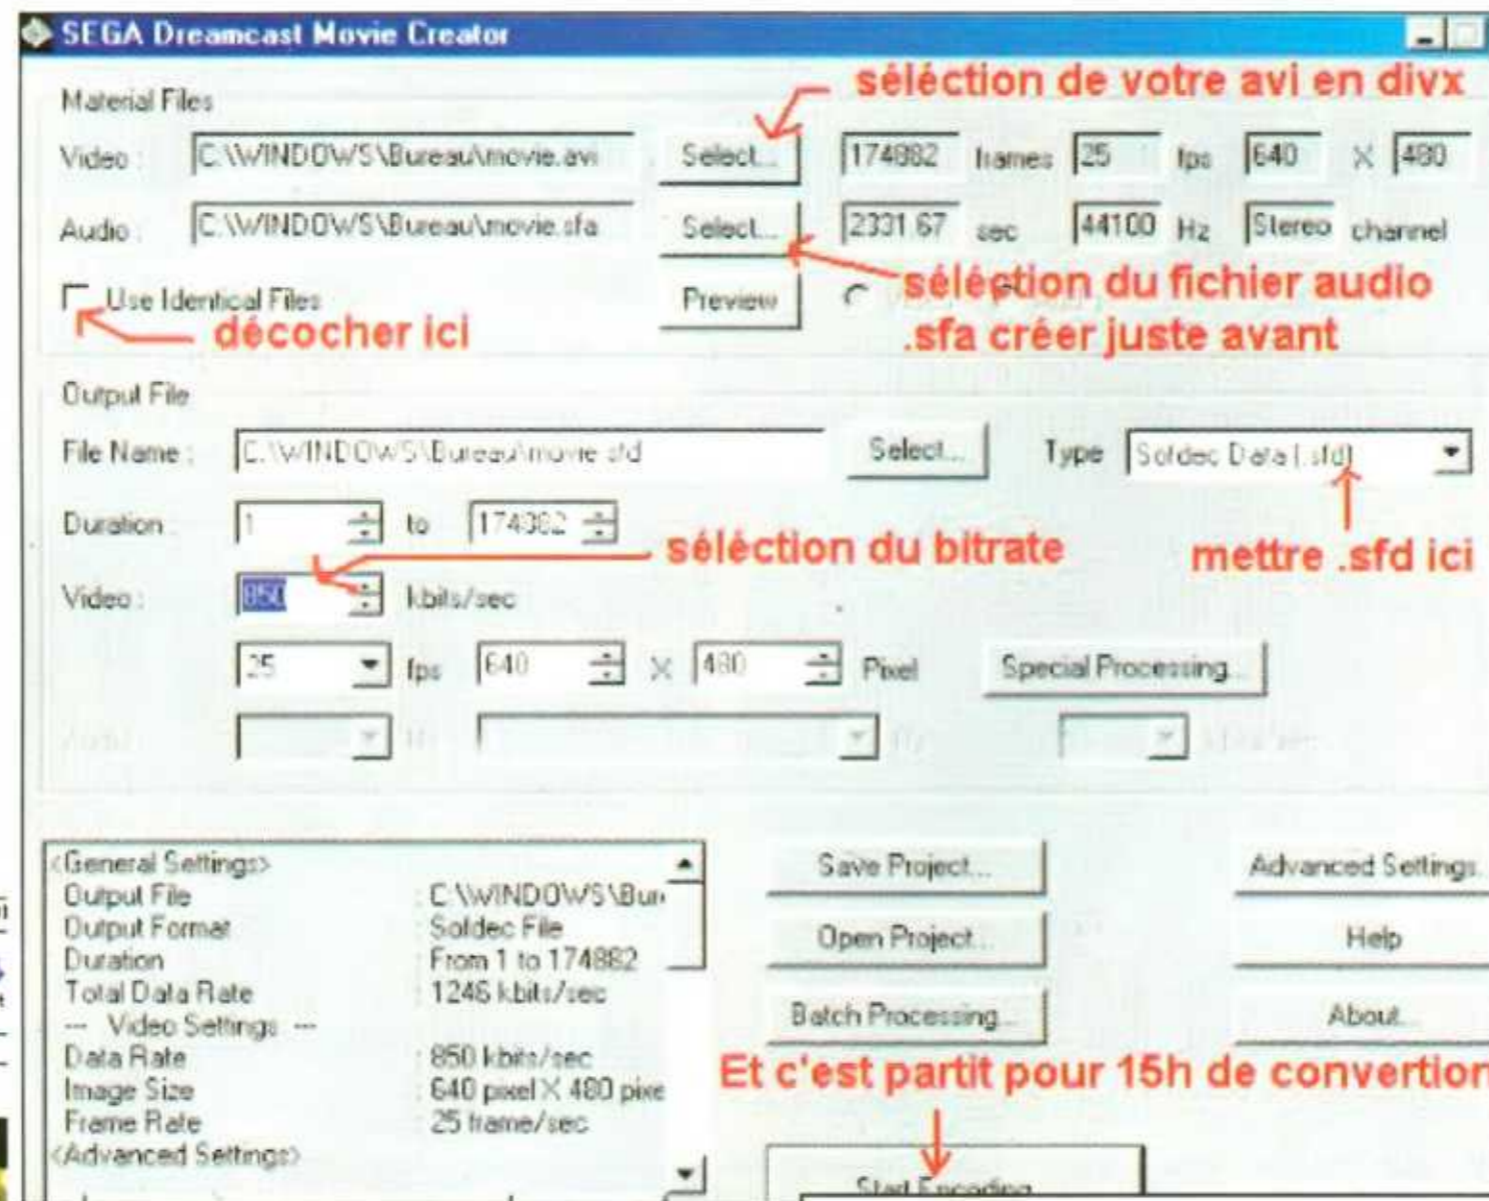 SEGA Dreamcast Movie Creator
séléction de votre avi en divx
Material Files
Video : C:\WINDOWS\Bureau\movie.avi Select... 174882 frames 25 fps 640 X 480
Audio : C:\WINDOWS\Bureau\movie.sfa Select... 2331.67 sec 44100 Hz Stereo channel
séléction du fichier audio
.sfa créer juste avant
Use Identical Files Preview
décocher ici
Output File
File Name : C:\WINDOWS\Bureau\movie.sfd Select... Type Sofdec Data (.sfd)
Duration : 1 to 174882
séléction du bitrate
mettre .sfd ici
Video : 850 kbits/sec
25 fps 640 X 480 Pixel Special Processing...
<General Settings>
Output File : C:\WINDOWS\Bur
Output Format : Sofdec File
Duration : From 1 to 174882
Total Data Rate : 1246 kbits/sec
--- Video Settings ---
Data Rate : 850 kbits/sec
Image Size : 640 pixel X 480 pixe
Frame Rate : 25 frame/sec
<Advanced Settings>
Save Project... Advanced Settings.
Open Project... Help
Batch Processing... About...
Et c'est partit pour 15h de convertion
Start Encoding